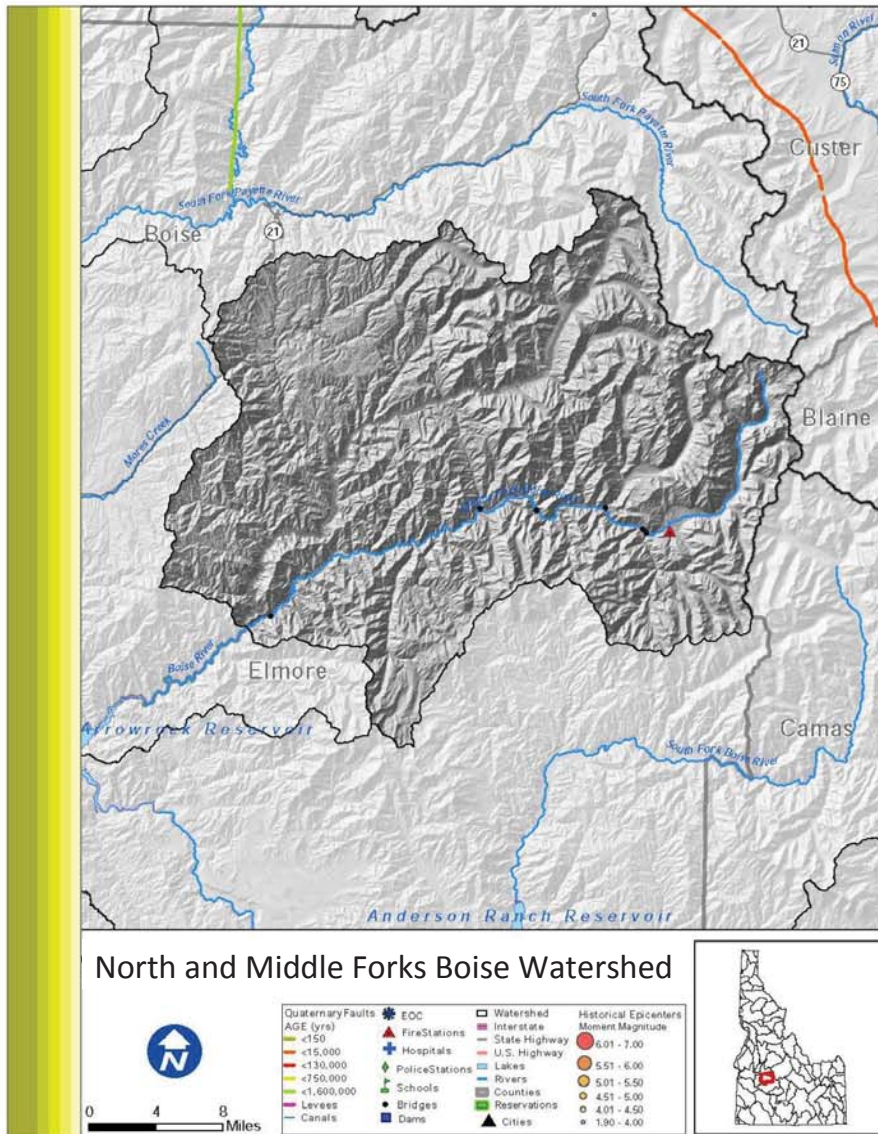 21
Salmon River
75
South Fork Payette River
Custer
South Fork Payette River
Boise
21
Blaine
Mores Creek
Boise River
Elmore
Arrowrock Reservoir
Camas
South Fork Boise River
Anderson Ranch Reservoir
North and Middle Forks Boise Watershed
N
0 4 8
Miles
Quaternary Faults
AGE (yrs)
<150
<15,000
<130,000
<750,000
<1,600,000
Levees
Canals
EOC
FireStations
Hospitals
PoliceStations
Schools
Bridges
Dams
Watershed
Interstate
State Highway
U.S. Highway
Lakes
Rivers
Counties
Reservations
Cities
Historical Epicenters
Moment Magnitude
6.01 - 7.00
5.51 - 6.00
5.01 - 5.50
4.51 - 5.00
4.01 - 4.50
1.90 - 4.00